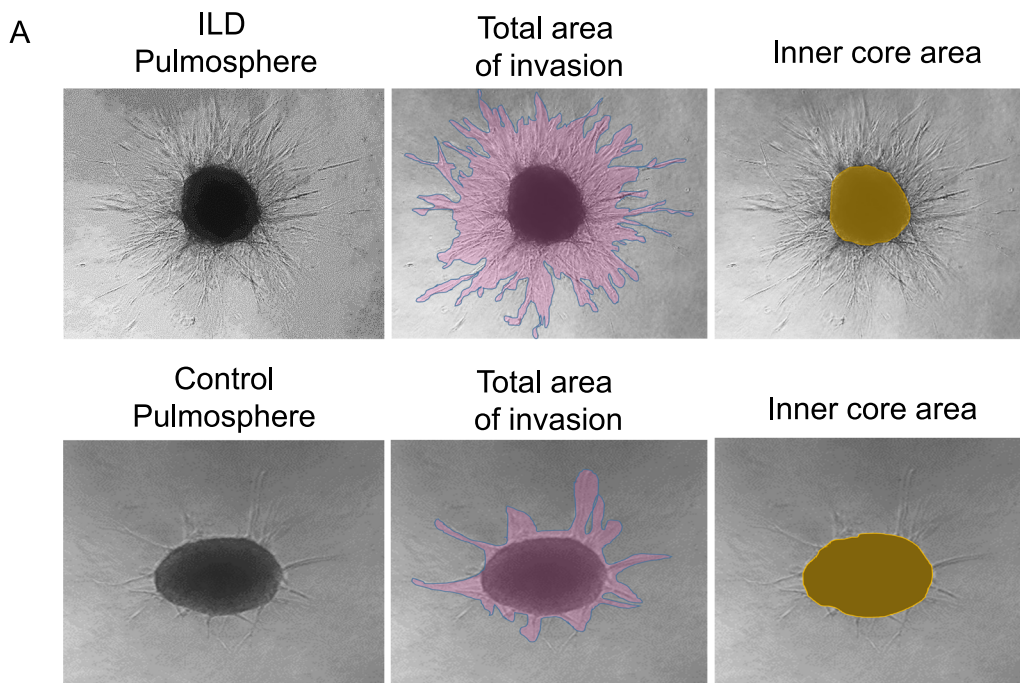 A
ILD
Pulmosphere
Total area
of invasion
Inner core area
Control
Pulmosphere
Total area
of invasion
Inner core area